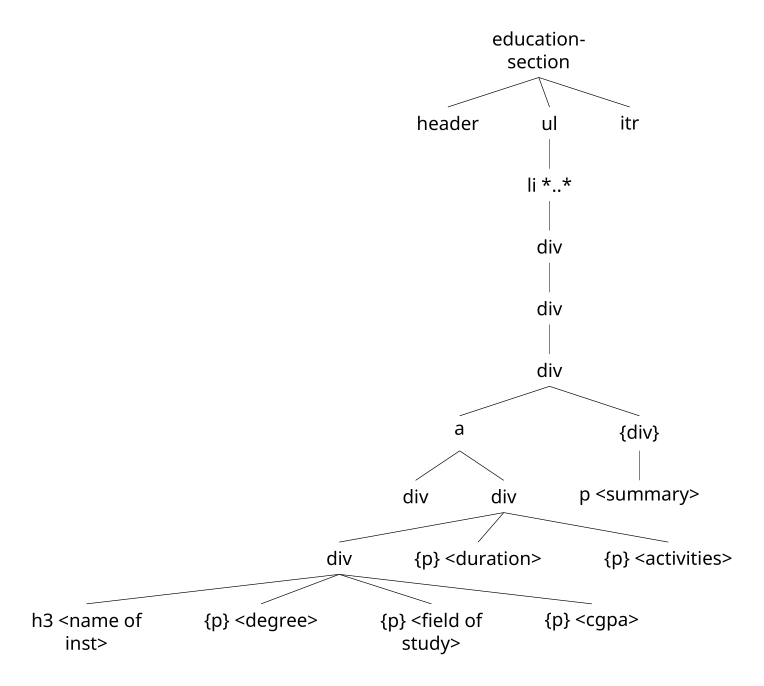 education-
section
header
ul
itr
li *..*
div
div
div
a
{div}
div
div
p <summary>
div
{p} <duration>
{p} <activities>
h3 <name of
inst>
{p} <degree>
{p} <field of
study>
{p} <cgpa>